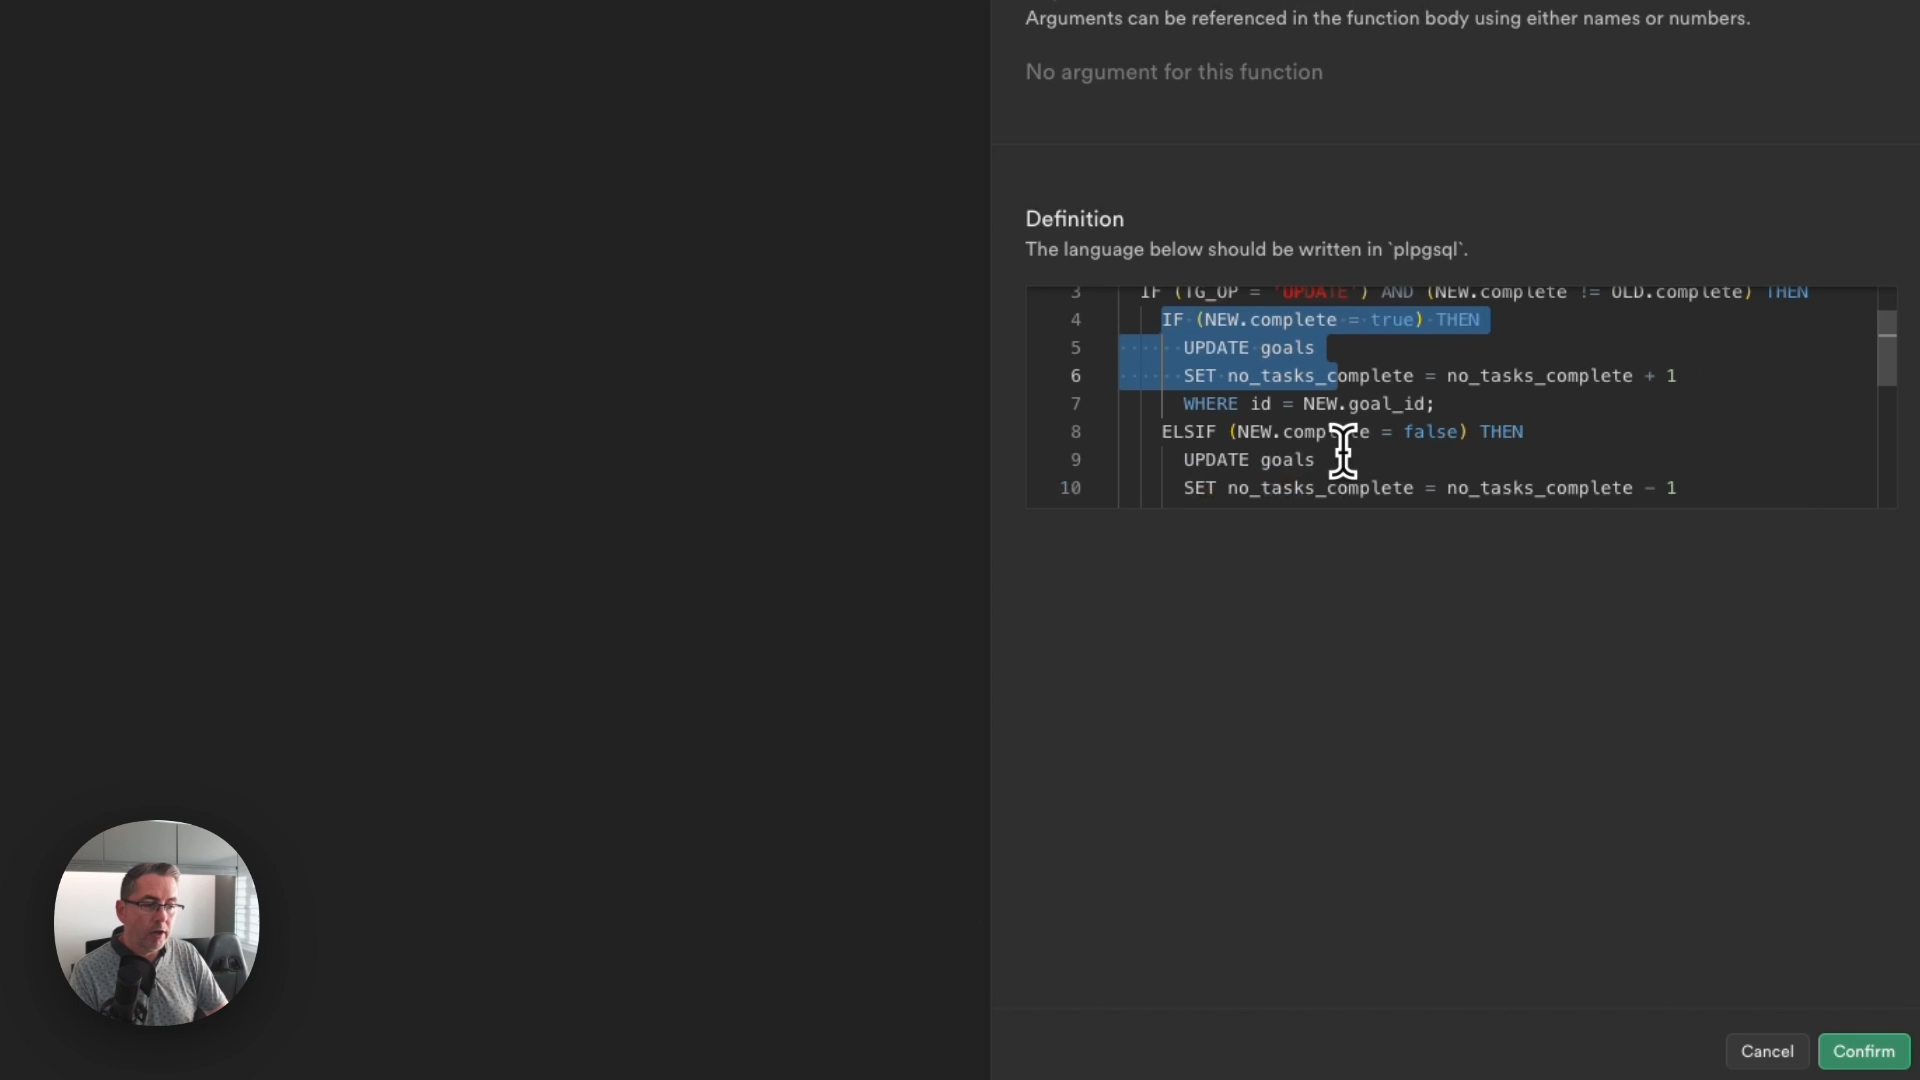 Arguments can be referenced in the function body using either names or numbers.
No argument for this function
Definition
The language below should be written in `plpgsql`.
3 IF (TG_OP = 'UPDATE') AND (NEW.complete != OLD.complete) THEN
4 IF (NEW.complete = true) THEN
5 UPDATE goals
6 SET no_tasks_complete = no_tasks_complete + 1
7 WHERE id = NEW.goal_id;
8 ELSIF (NEW.complete = false) THEN
9 UPDATE goals
10 SET no_tasks_complete = no_tasks_complete - 1
Cancel Confirm